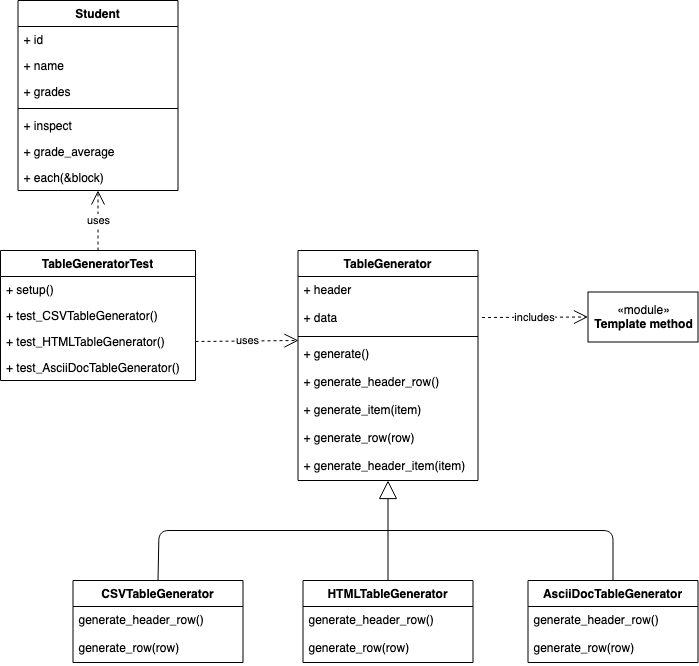 Student
+ id
+ name
+ grades
+ inspect
+ grade_average
+ each(&block)
uses
TableGeneratorTest
+ setup()
+ test_CSVTableGenerator()
+ test_HTMLTableGenerator()
+ test_AsciiDocTableGenerator()
uses
TableGenerator
+ header
+ data
+ generate()
+ generate_header_row()
+ generate_item(item)
+ generate_row(row)
+ generate_header_item(item)
includes
«module»
Template method
CSVTableGenerator
generate_header_row()
generate_row(row)
HTMLTableGenerator
generate_header_row()
generate_row(row)
AsciiDocTableGenerator
generate_header_row()
generate_row(row)